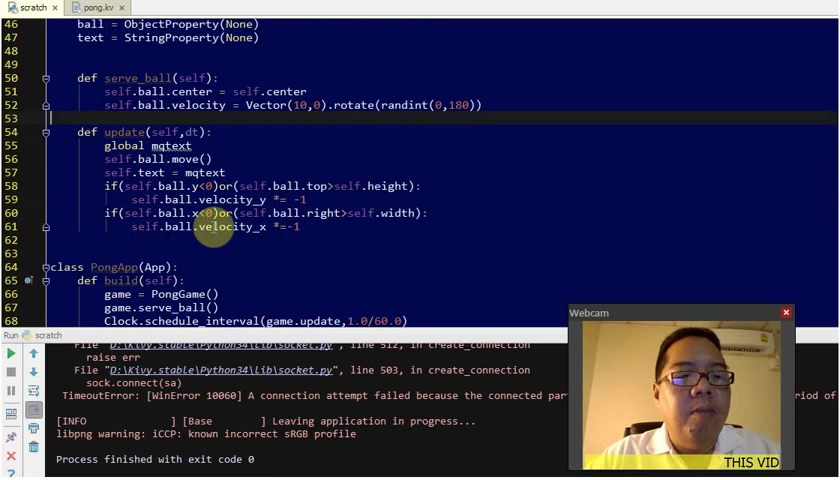 scratch
pong.kv
46 ball = ObjectProperty(None)
47 text = StringProperty(None)
48
49
50 def serve_ball(self):
51 self.ball.center = self.center
52 self.ball.velocity = Vector(10,0).rotate(randint(0,180))
53
54 def update(self,dt):
55 global mqtext
56 self.ball.move()
57 self.text = mqtext
58 if(self.ball.y<0)or(self.ball.top>self.height):
59 self.ball.velocity_y *= -1
60 if(self.ball.x<0)or(self.ball.right>self.width):
61 self.ball.velocity_x *=-1
62
63
64 class PongApp(App):
65 def build(self):
66 game = PongGame()
67 game.serve_ball()
68 Clock.schedule_interval(game.update,1.0/60.0)
Run scratch
File "D:\Kivy.stable\Python34\lib\socket.py", line 512, in create_connection
raise err
File "D:\Kivy.stable\Python34\lib\socket.py", line 503, in create_connection
sock.connect(sa)
TimeoutError: [WinError 10060] A connection attempt failed because the connected par
period of
[INFO ] [Base ] Leaving application in progress...
libpng warning: iCCP: known incorrect sRGB profile
Process finished with exit code 0
Webcam
THIS VID